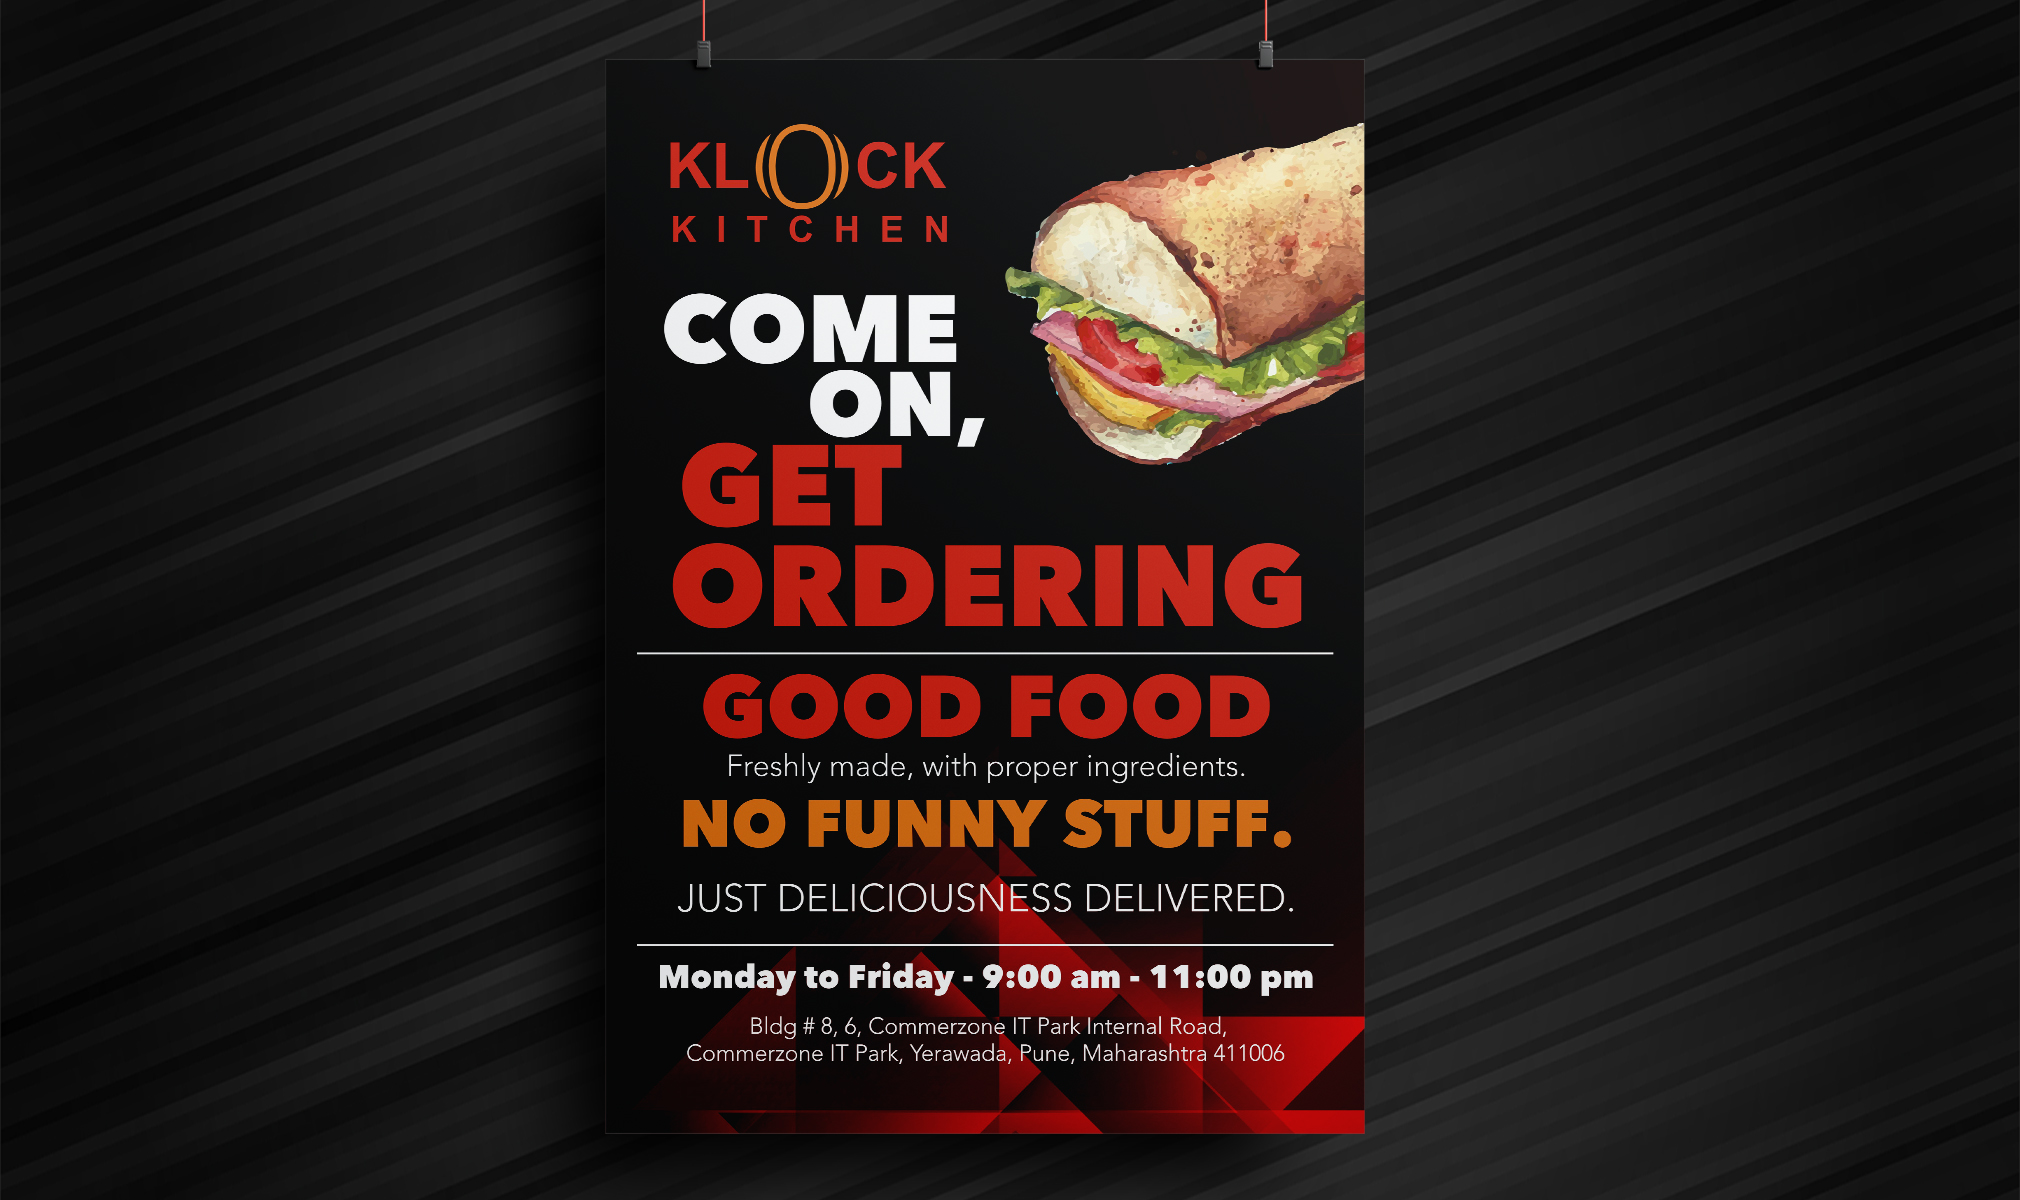 KLOCK
KITCHEN
COME
ON,
GET
ORDERING
GOOD FOOD
Freshly made, with proper ingredients.
NO FUNNY STUFF.
JUST DELICIOUSNESS DELIVERED.
Monday to Friday - 9:00 am - 11:00 pm
Bldg # 8, 6, Commerzone IT Park Internal Road,
Commerzone IT Park, Yerawada, Pune, Maharashtra 411006